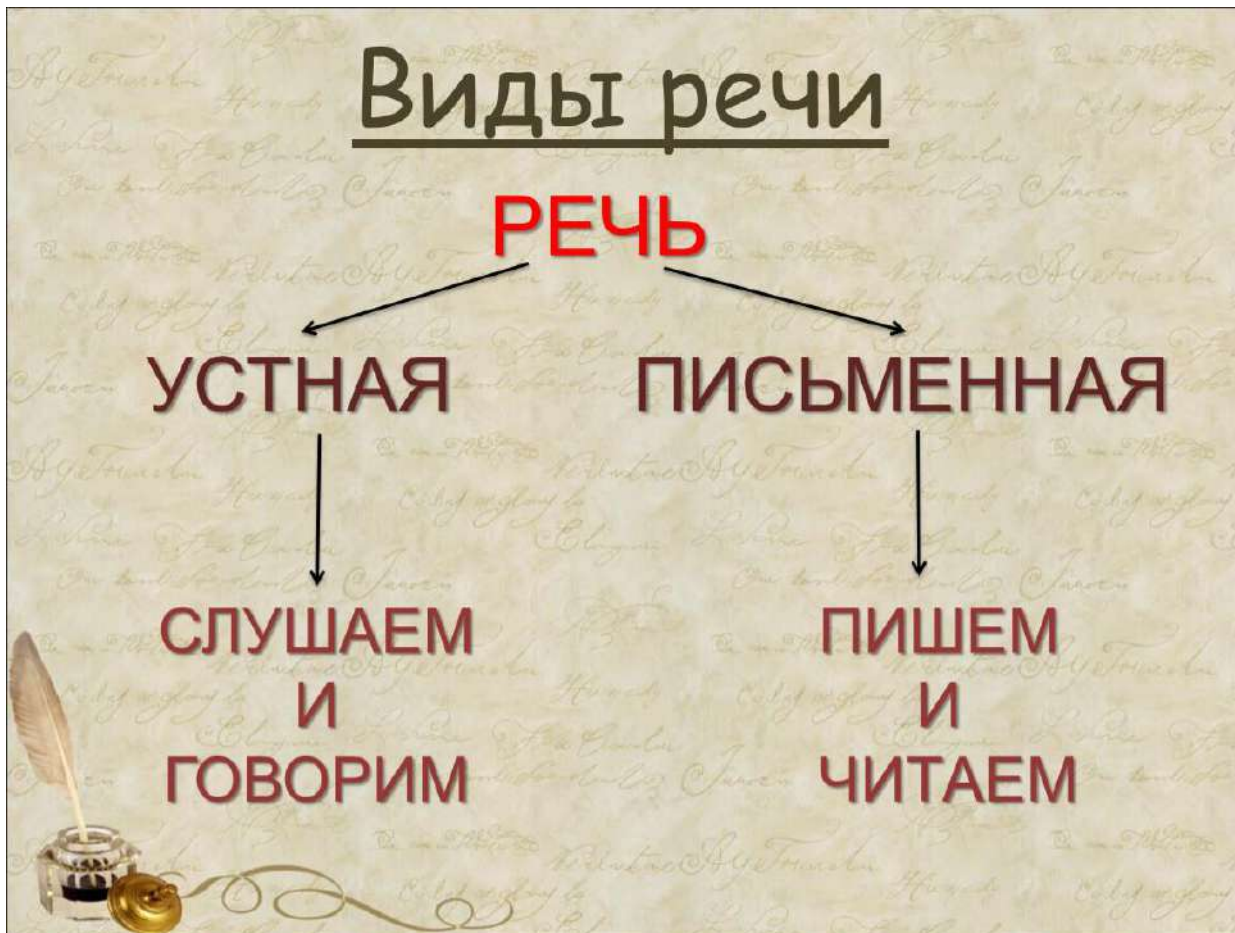 Виды речи
РЕЧЬ
УСТНАЯ
ПИСЬМЕННАЯ
СЛУШАЕМ
И
ГОВОРИМ
ПИШЕМ
И
ЧИТАЕМ